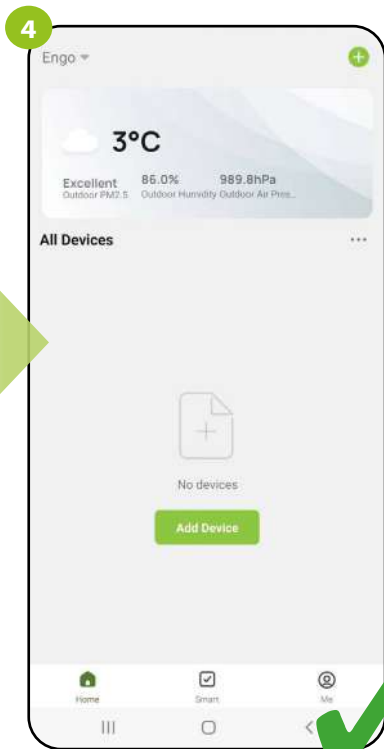 4
Engo
3°C
Excellent 86.0% 989.8hPa
Outdoor PM2.5 Outdoor Humidity Outdoor Air Pres...
All Devices
...
No devices
Add Device
Home Smart Me